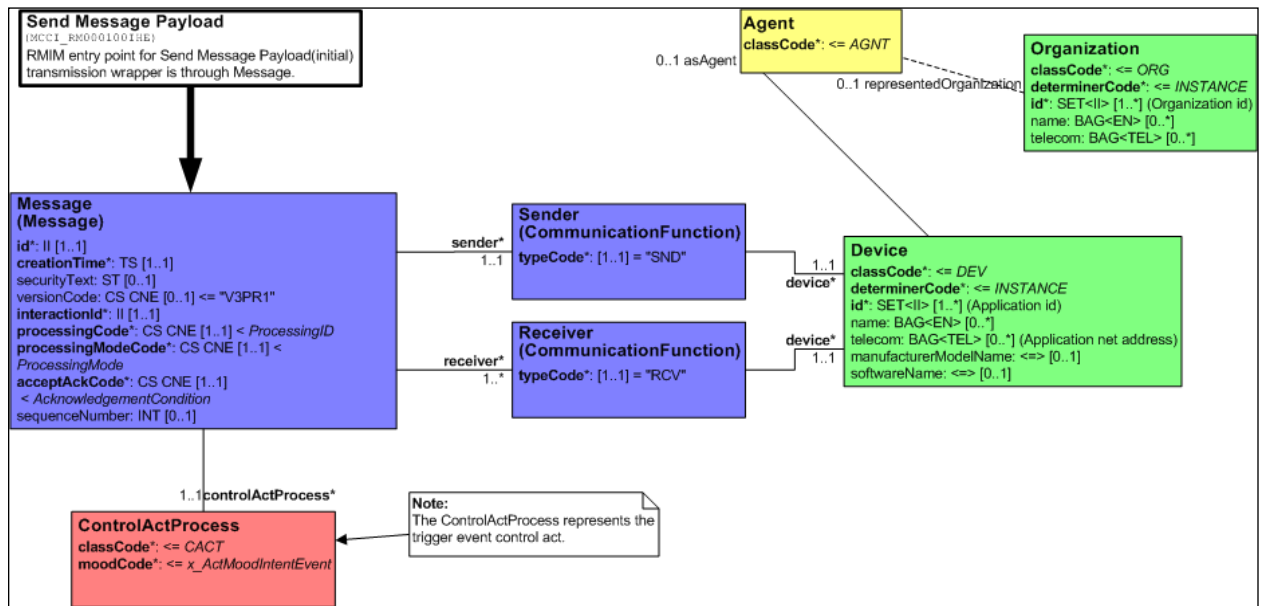 Send Message Payload
(MCCI_RM000100IHE)
RMIM entry point for Send Message Payload(initial)
transmission wrapper is through Message.
Agent
classCode*: <= AGNT
0..1 asAgent
0..1 representedOrganization
Organization
classCode*: <= ORG
determinerCode*: <= INSTANCE
id*: SET<II> [1..*] (Organization id)
name: BAG<EN> [0..*]
telecom: BAG<TEL> [0..*]
Message
(Message)
id*: II [1..1]
creationTime*: TS [1..1]
securityText: ST [0..1]
versionCode: CS CNE [0..1] <= "V3PR1"
interactionId*: II [1..1]
processingCode*: CS CNE [1..1] < ProcessingID
processingModeCode*: CS CNE [1..1] <
ProcessingMode
acceptAckCode*: CS CNE [1..1]
< AcknowledgementCondition
sequenceNumber: INT [0..1]
sender*
1..1
Sender
(CommunicationFunction)
typeCode*: [1..1] = "SND"
1..1
device*
receiver*
1..*
Receiver
(CommunicationFunction)
typeCode*: [1..1] = "RCV"
device*
1..1
Device
classCode*: <= DEV
determinerCode*: <= INSTANCE
id*: SET<II> [1..*] (Application id)
name: BAG<EN> [0..*]
telecom: BAG<TEL> [0..*] (Application net address)
manufacturerModelName: <=> [0..1]
softwareName: <=> [0..1]
1..1controlActProcess*
ControlActProcess
classCode*: <= CACT
moodCode*: <= x_ActMoodIntentEvent
Note:
The ControlActProcess represents the
trigger event control act.